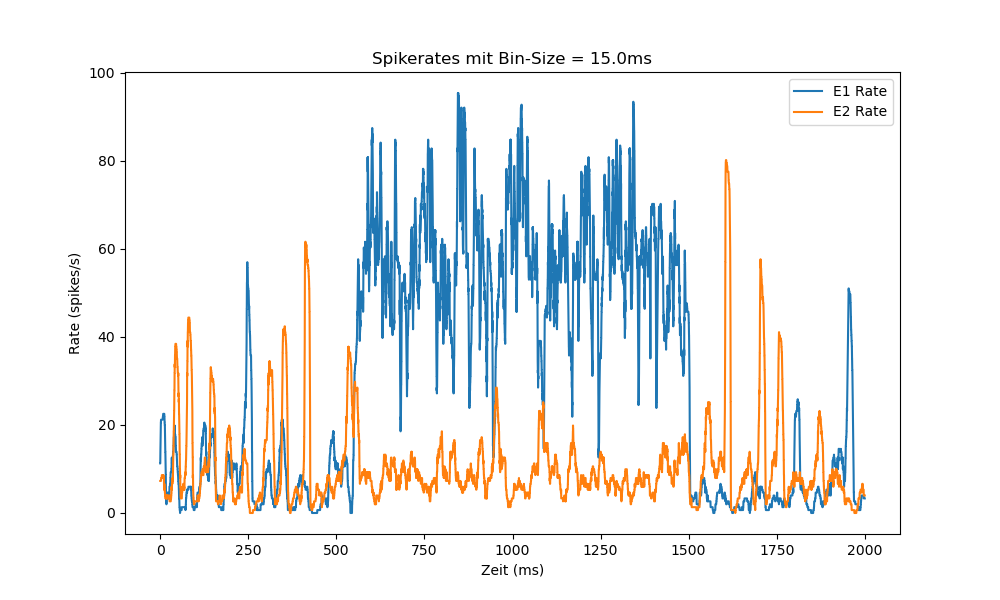 Spikerates mit Bin-Size = 15.0ms
E1 Rate
E2 Rate
100
80
60
40
20
0
Rate (spikes/s)
0 250 500 750 1000 1250 1500 1750 2000
Zeit (ms)